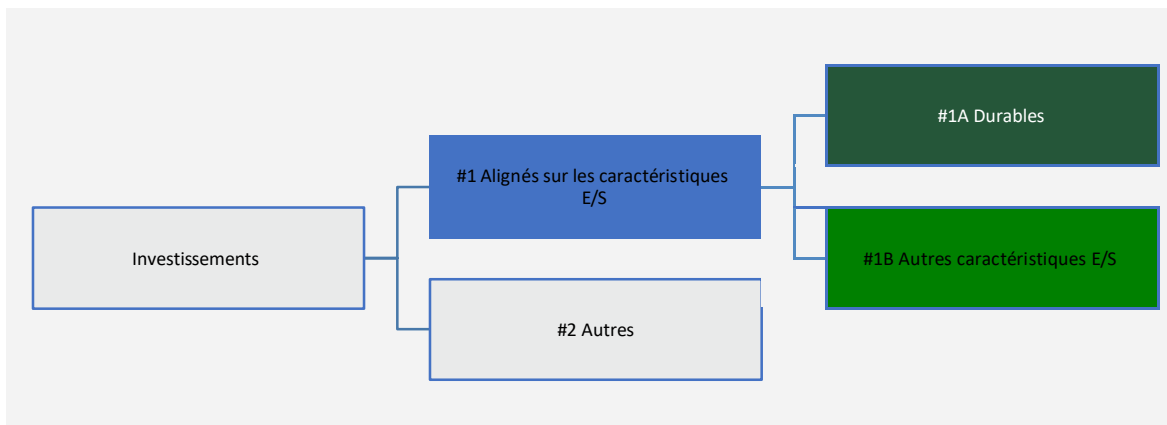 Investissements
#1 Alignés sur les caractéristiques
E/S
#2 Autres
#1A Durables
#1B Autres caractéristiques E/S